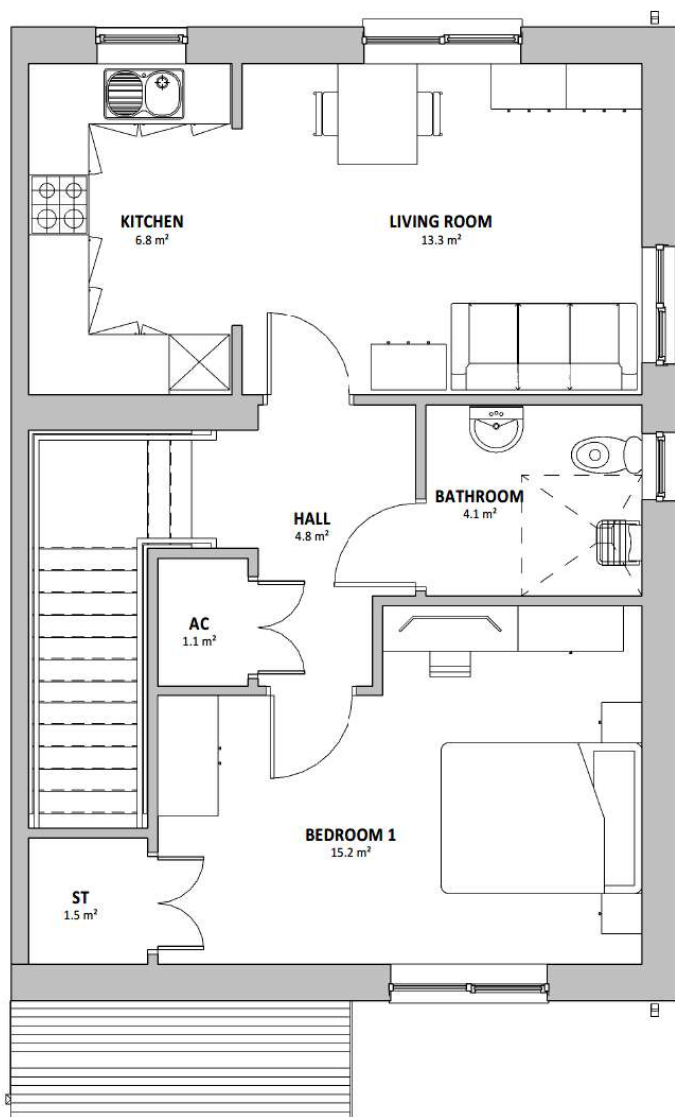 KITCHEN
6.8 m²
LIVING ROOM
13.3 m²
BATHROOM
4.1 m²
HALL
4.8 m²
AC
1.1 m²
BEDROOM 1
15.2 m²
ST
1.5 m²